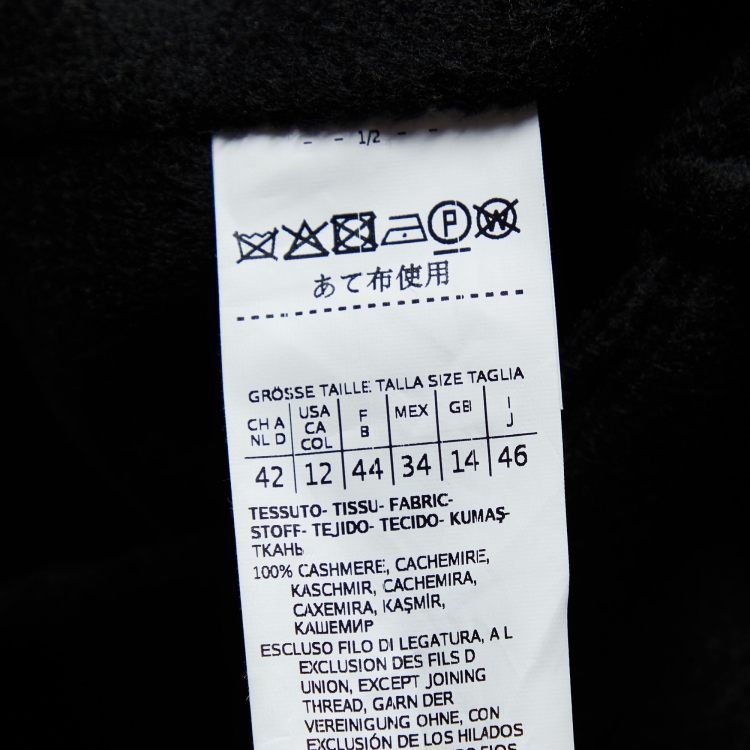 - - 1/2 - -
P W
あて布使用
GRÖSSE TAILLE TALLA SIZE TAGLIA
CH A NL D USA CA COL F B MEX GB I J
42 12 44 34 14 46
TESSUTO- TISSU- FABRIC-
STOFF- TEJIDO- TECIDO- KUMAŞ-
ТКАНЬ
100% CASHMERE, CACHEMIRE,
KASCHMIR, CACHEMIRA,
CAXEMIRA, KAŞMİR,
КАШЕМИР
ESCLUSO FILO DI LEGATURA, A L
EXCLUSION DES FILS D
UNION, EXCEPT JOINING
THREAD, GARN DER
VEREINIGUNG OHNE, CON
EXCLUSIÓN DE LOS HILADOS